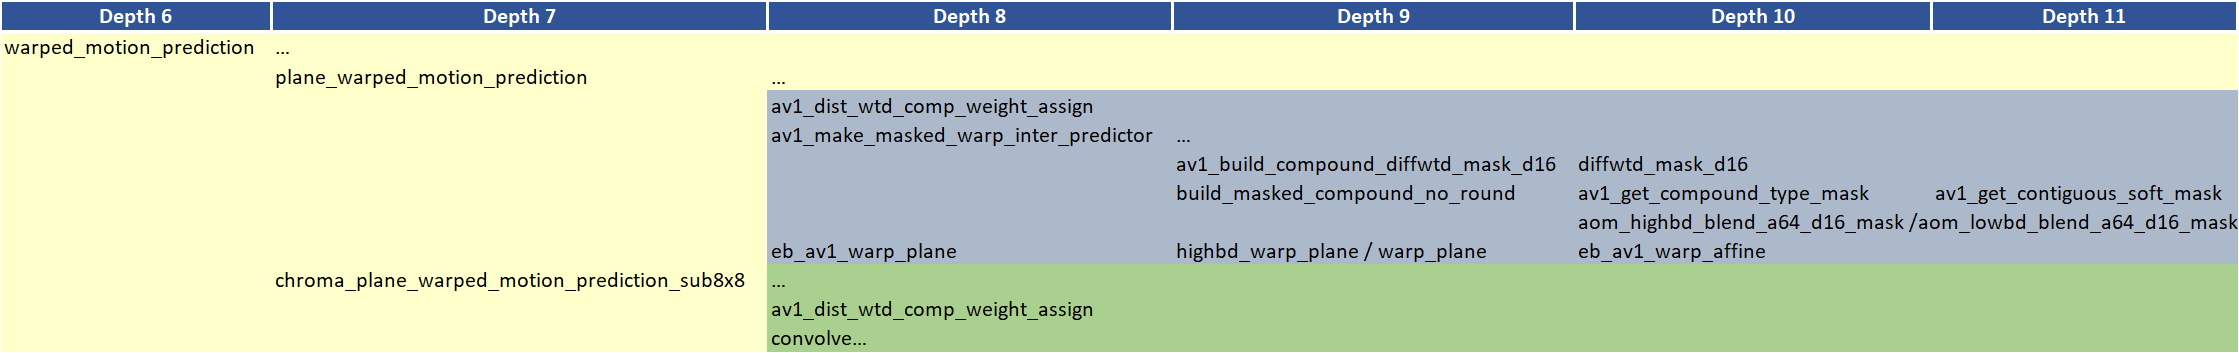 Depth 6 Depth 7 Depth 8 Depth 9 Depth 10 Depth 11
warped_motion_prediction ...
plane_warped_motion_prediction ...
av1_dist_wtd_comp_weight_assign
av1_make_masked_warp_inter_predictor ...
av1_build_compound_diffwtd_mask_d16 diffwtd_mask_d16
build_masked_compound_no_round av1_get_compound_type_mask av1_get_contiguous_soft_mask
aom_highbd_blend_a64_d16_mask /aom_lowbd_blend_a64_d16_mask
eb_av1_warp_plane highbd_warp_plane / warp_plane eb_av1_warp_affine
chroma_plane_warped_motion_prediction_sub8x8 ...
av1_dist_wtd_comp_weight_assign
convolve...